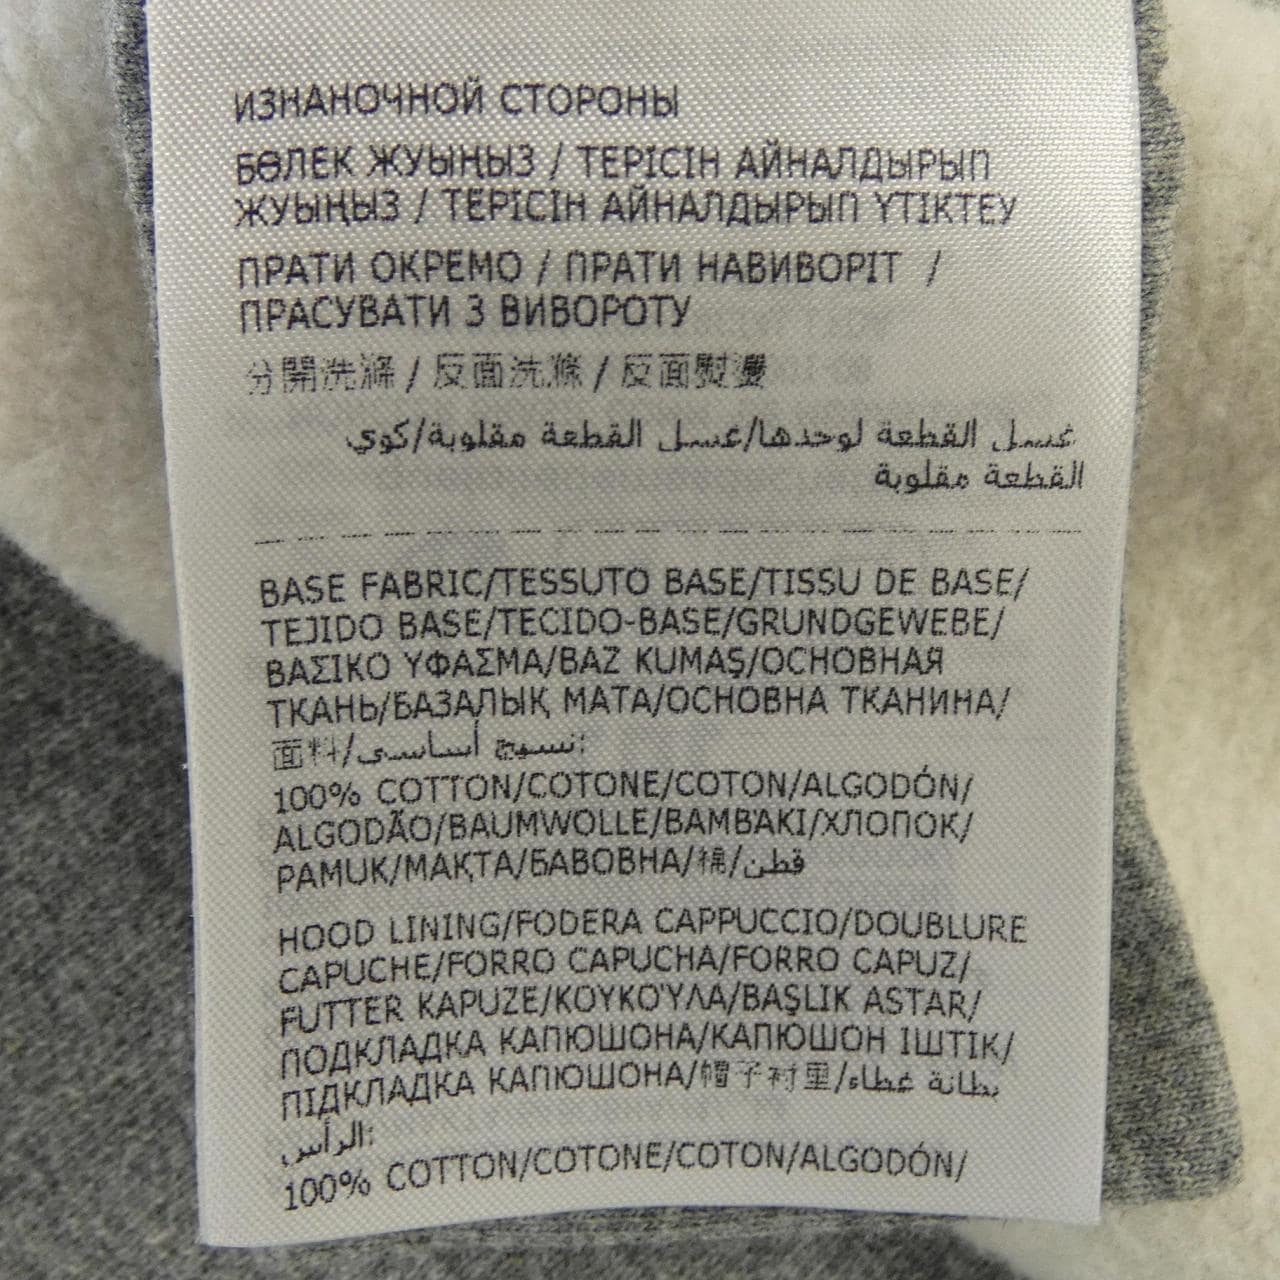 ИЗНАНОЧНОЙ СТОРОНЫ
БӨЛЕК ЖУЫҢЫЗ / ТЕРІСІН АЙНАЛДЫРЫП
ЖУЫҢЫЗ / ТЕРІСІН АЙНАЛДЫРЫП ҮТІКТЕУ
ПРАТИ ОКРЕМО / ПРАТИ НАВИВОРІТ /
ПРАСУВАТИ З ВИВОРОТУ
分開洗滌 / 反面洗滌 / 反面熨燙
غسل القطعة لوحدها/غسل القطعة مقلوبة/كوي
القطعة مقلوبة
BASE FABRIC/TESSUTO BASE/TISSU DE BASE/
TEJIDO BASE/TECIDO-BASE/GRUNDGEWEBE/
ΒΑΣΙΚΟ ΥΦΑΣΜΑ/BAZ KUMAŞ/ОСНОВНАЯ
ТКАНЬ/БАЗАЛЫҚ МАТА/ОСНОВНА ТКАНИНА/
面料/نسيج أساسى:
100% COTTON/COTONE/COTON/ALGODÓN/
ALGODÃO/BAUMWOLLE/ΒΑΜΒΆΚΙ/ХЛОПОК/
PAMUK/МАҚТА/БАВОВНА/棉/قطن
HOOD LINING/FODERA CAPPUCCIO/DOUBLURE
CAPUCHE/FORRO CAPUCHA/FORRO CAPUZ/
FUTTER KAPUZE/ΚΟΥΚΟΎΛΑ/BAŞLIK ASTAR/
ПОДКЛАДКА КАПЮШОНА/КАПЮШОН ІШТІК/
ПІДКЛАДКА КАПЮШОНА/帽子衬里/بطانة غطاء
الرأس:
100% COTTON/COTONE/COTON/ALGODÓN/